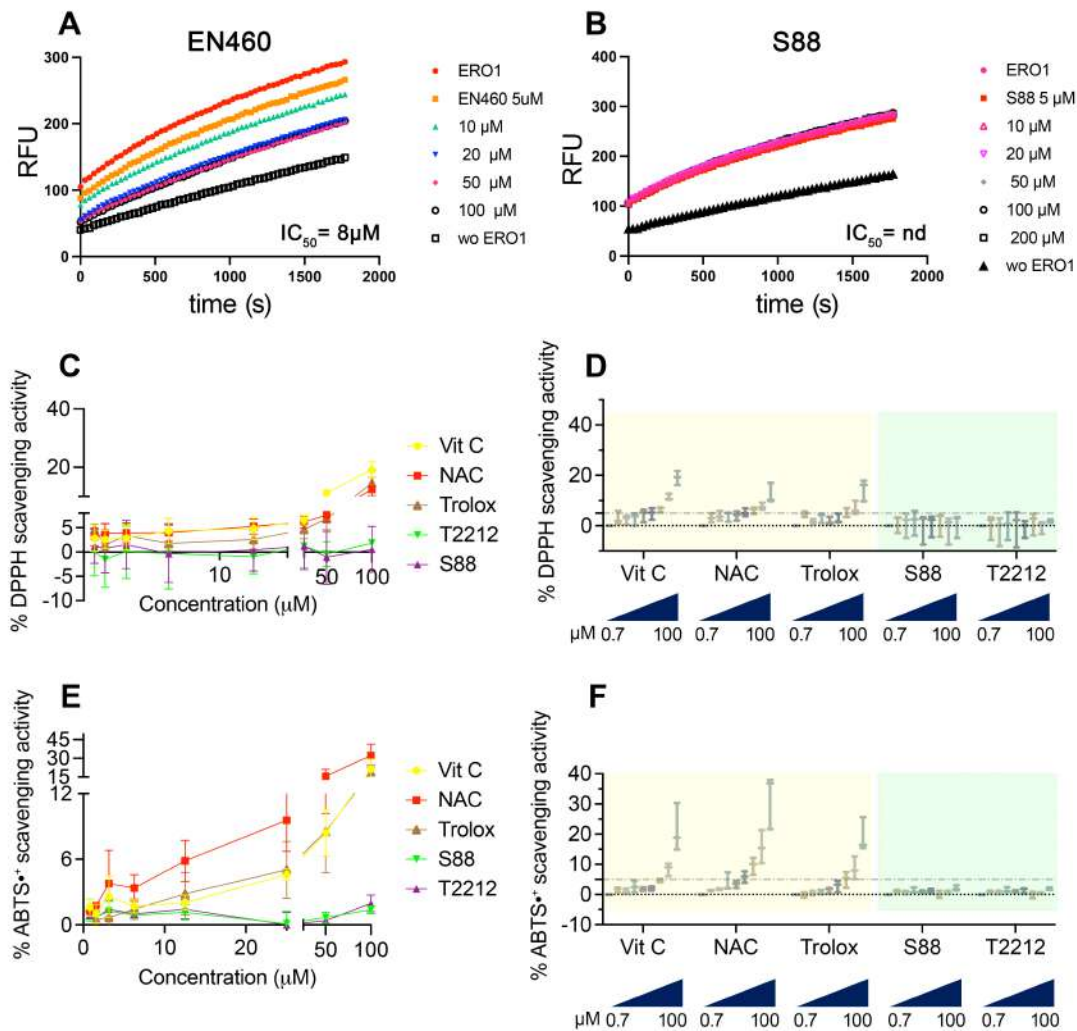 A
EN460
RFU
300
200
100
0
0
500
1000
1500
2000
time (s)
IC50= 8µM
ERO1
EN460 5uM
10 µM
20 µM
50 µM
100 µM
wo ERO1
B
S88
RFU
400
300
200
100
0
0
500
1000
1500
2000
time (s)
IC50= nd
ERO1
S88 5 µM
10 µM
20 µM
50 µM
100 µM
200 µM
wo ERO1
C
% DPPH scavenging activity
40
20
5
0
-5
-10
10
50
100
Concentration (µM)
Vit C
NAC
Trolox
T2212
S88
D
% DPPH scavenging activity
40
20
0
Vit C
NAC
Trolox
S88
T2212
µM 0.7 100 0.7 100 0.7 100 0.7 100 0.7 100
E
% ABTS•+ scavenging activity
45
30
15
12
6
0
0
10
20
50
100
Concentration (µM)
Vit C
NAC
Trolox
S88
T2212
F
% ABTS•+ scavenging activity
40
30
20
10
0
-10
Vit C
NAC
Trolox
S88
T2212
µM 0.7 100 0.7 100 0.7 100 0.7 100 0.7 100